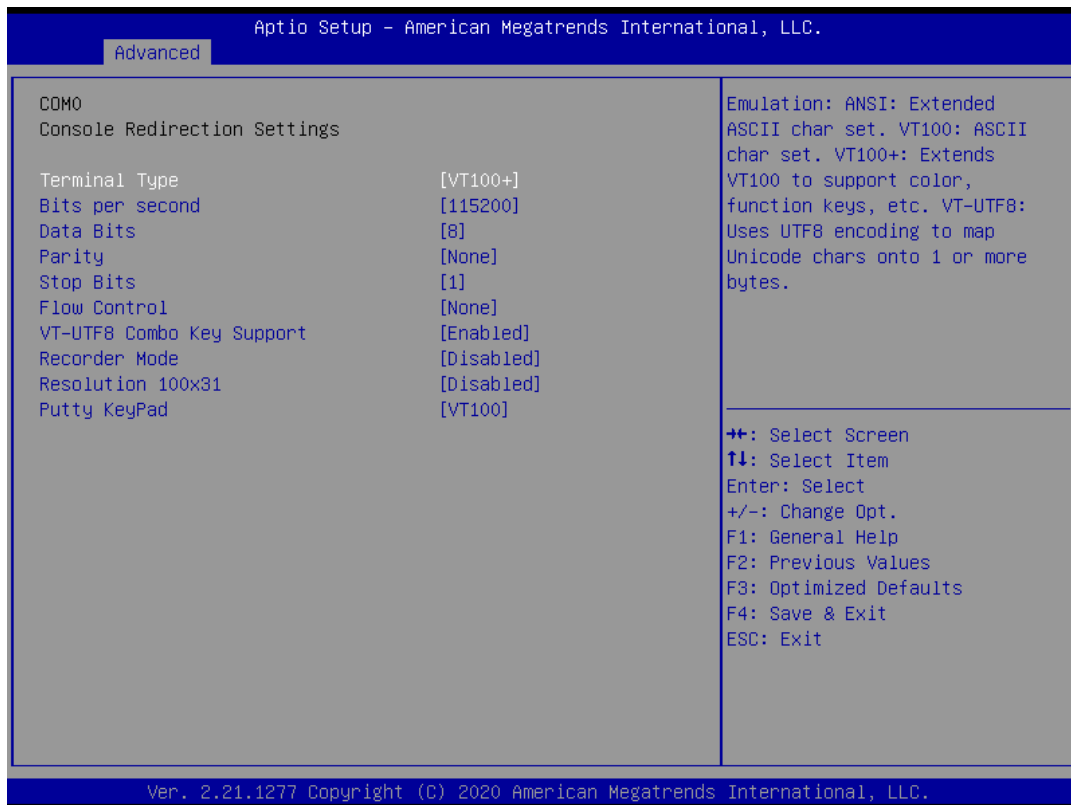 Aptio Setup – American Megatrends International, LLC.
Advanced
COM0
Console Redirection Settings
Terminal Type [VT100+]
Bits per second [115200]
Data Bits [8]
Parity [None]
Stop Bits [1]
Flow Control [None]
VT-UTF8 Combo Key Support [Enabled]
Recorder Mode [Disabled]
Resolution 100x31 [Disabled]
Putty KeyPad [VT100]
Emulation: ANSI: Extended
ASCII char set. VT100: ASCII
char set. VT100+: Extends
VT100 to support color,
function keys, etc. VT-UTF8:
Uses UTF8 encoding to map
Unicode chars onto 1 or more
bytes.
→←: Select Screen
↑↓: Select Item
Enter: Select
+/-: Change Opt.
F1: General Help
F2: Previous Values
F3: Optimized Defaults
F4: Save & Exit
ESC: Exit
Ver. 2.21.1277 Copyright (C) 2020 American Megatrends International, LLC.